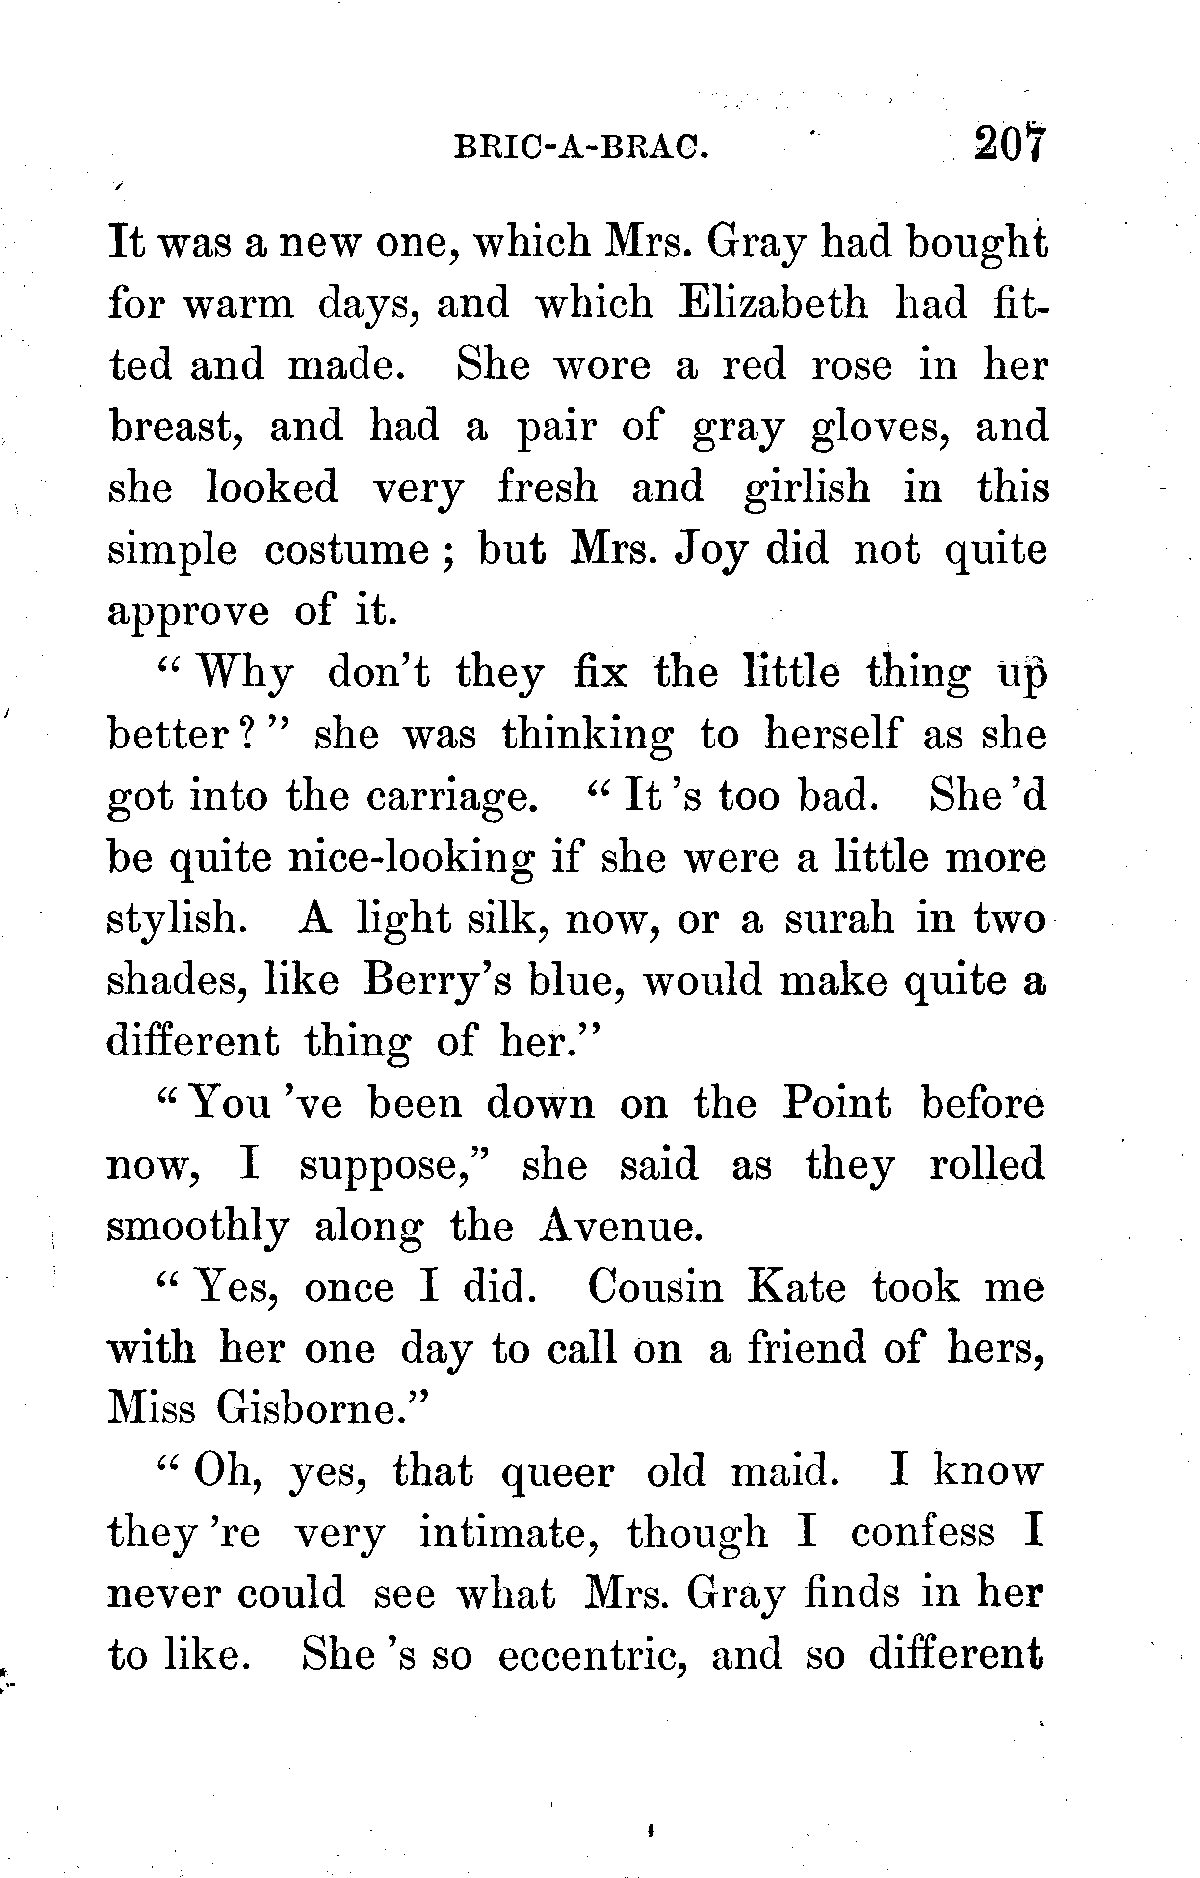 BRIC-A-BRAC. 207
It was a new one, which Mrs. Gray had bought
for warm days, and which Elizabeth had fit-
ted and made. She wore a red rose in her
breast, and had a pair of gray gloves, and
she looked very fresh and girlish in this
simple costume ; but Mrs. Joy did not quite
approve of it.
“ Why don’t they fix the little thing up
better ? ” she was thinking to herself as she
got into the carriage. “ It ’s too bad. She ’d
be quite nice-looking if she were a little more
stylish. A light silk, now, or a surah in two
shades, like Berry’s blue, would make quite a
different thing of her.”
“ You ’ve been down on the Point before
now, I suppose,” she said as they rolled
smoothly along the Avenue.
“ Yes, once I did. Cousin Kate took me
with her one day to call on a friend of hers,
Miss Gisborne.”
“ Oh, yes, that queer old maid. I know
they ’re very intimate, though I confess I
never could see what Mrs. Gray finds in her
to like. She ’s so eccentric, and so different